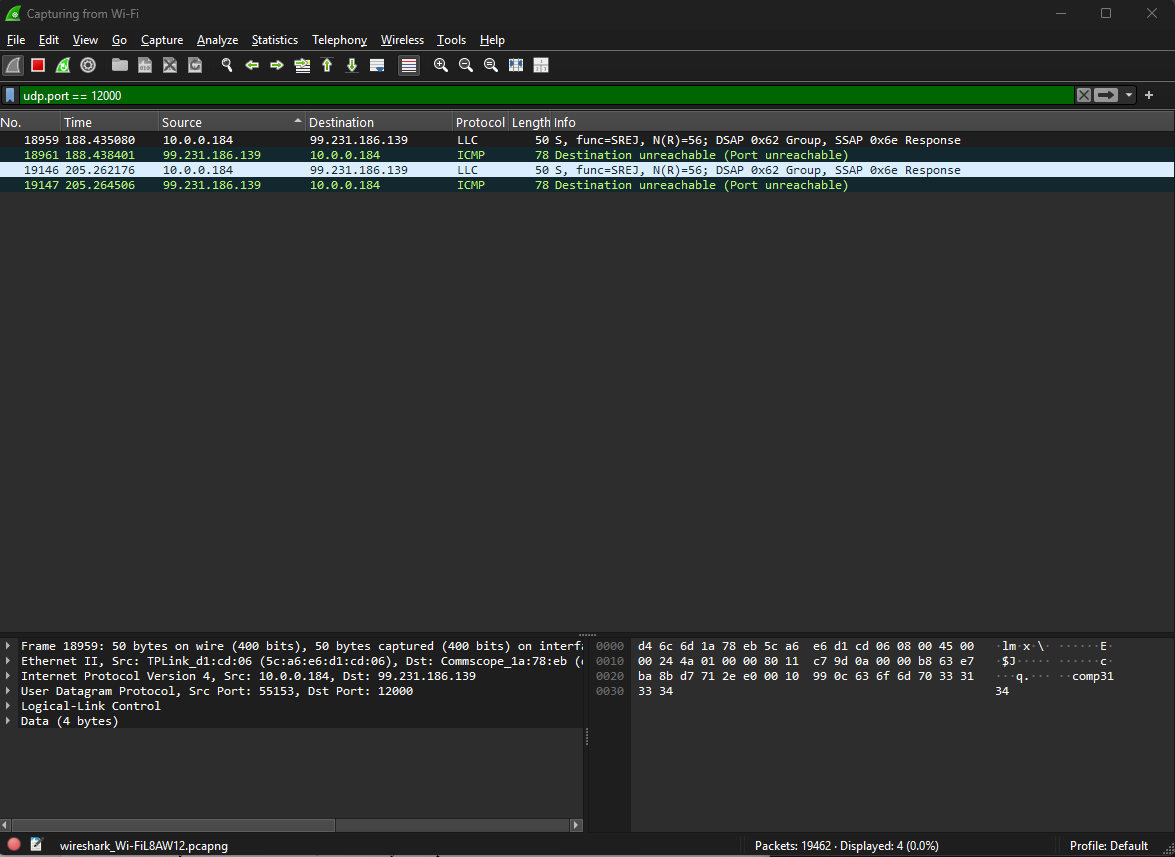 Capturing from Wi-Fi
File Edit View Go Capture Analyze Statistics Telephony Wireless Tools Help
udp.port == 12000
No. Time Source Destination Protocol Length Info
18959 188.435080 10.0.0.184 99.231.186.139 LLC 50 S, func=SREJ, N(R)=56; DSAP 0x62 Group, SSAP 0x6e Response
18961 188.438401 99.231.186.139 10.0.0.184 ICMP 78 Destination unreachable (Port unreachable)
19146 205.262176 10.0.0.184 99.231.186.139 LLC 50 S, func=SREJ, N(R)=56; DSAP 0x62 Group, SSAP 0x6e Response
19147 205.264506 99.231.186.139 10.0.0.184 ICMP 78 Destination unreachable (Port unreachable)
Frame 18959: 50 bytes on wire (400 bits), 50 bytes captured (400 bits) on interfa
Ethernet II, Src: TPLink_d1:cd:06 (5c:a6:e6:d1:cd:06), Dst: Commscope_1a:78:eb (
Internet Protocol Version 4, Src: 10.0.0.184, Dst: 99.231.186.139
User Datagram Protocol, Src Port: 55153, Dst Port: 12000
Logical-Link Control
Data (4 bytes)
0000 d4 6c 6d 1a 78 eb 5c a6 e6 d1 cd 06 08 00 45 00 ·lm·x·\· ······E·
0010 00 24 4a 01 00 00 80 11 c7 9d 0a 00 00 b8 63 e7 ·$J····· ······c·
0020 ba 8b d7 71 2e e0 00 10 99 0c 63 6f 6d 70 33 31 ···q.··· ··comp31
0030 33 34 34
wireshark_Wi-FiL8AW12.pcapng
Packets: 19462 · Displayed: 4 (0.0%)
Profile: Default